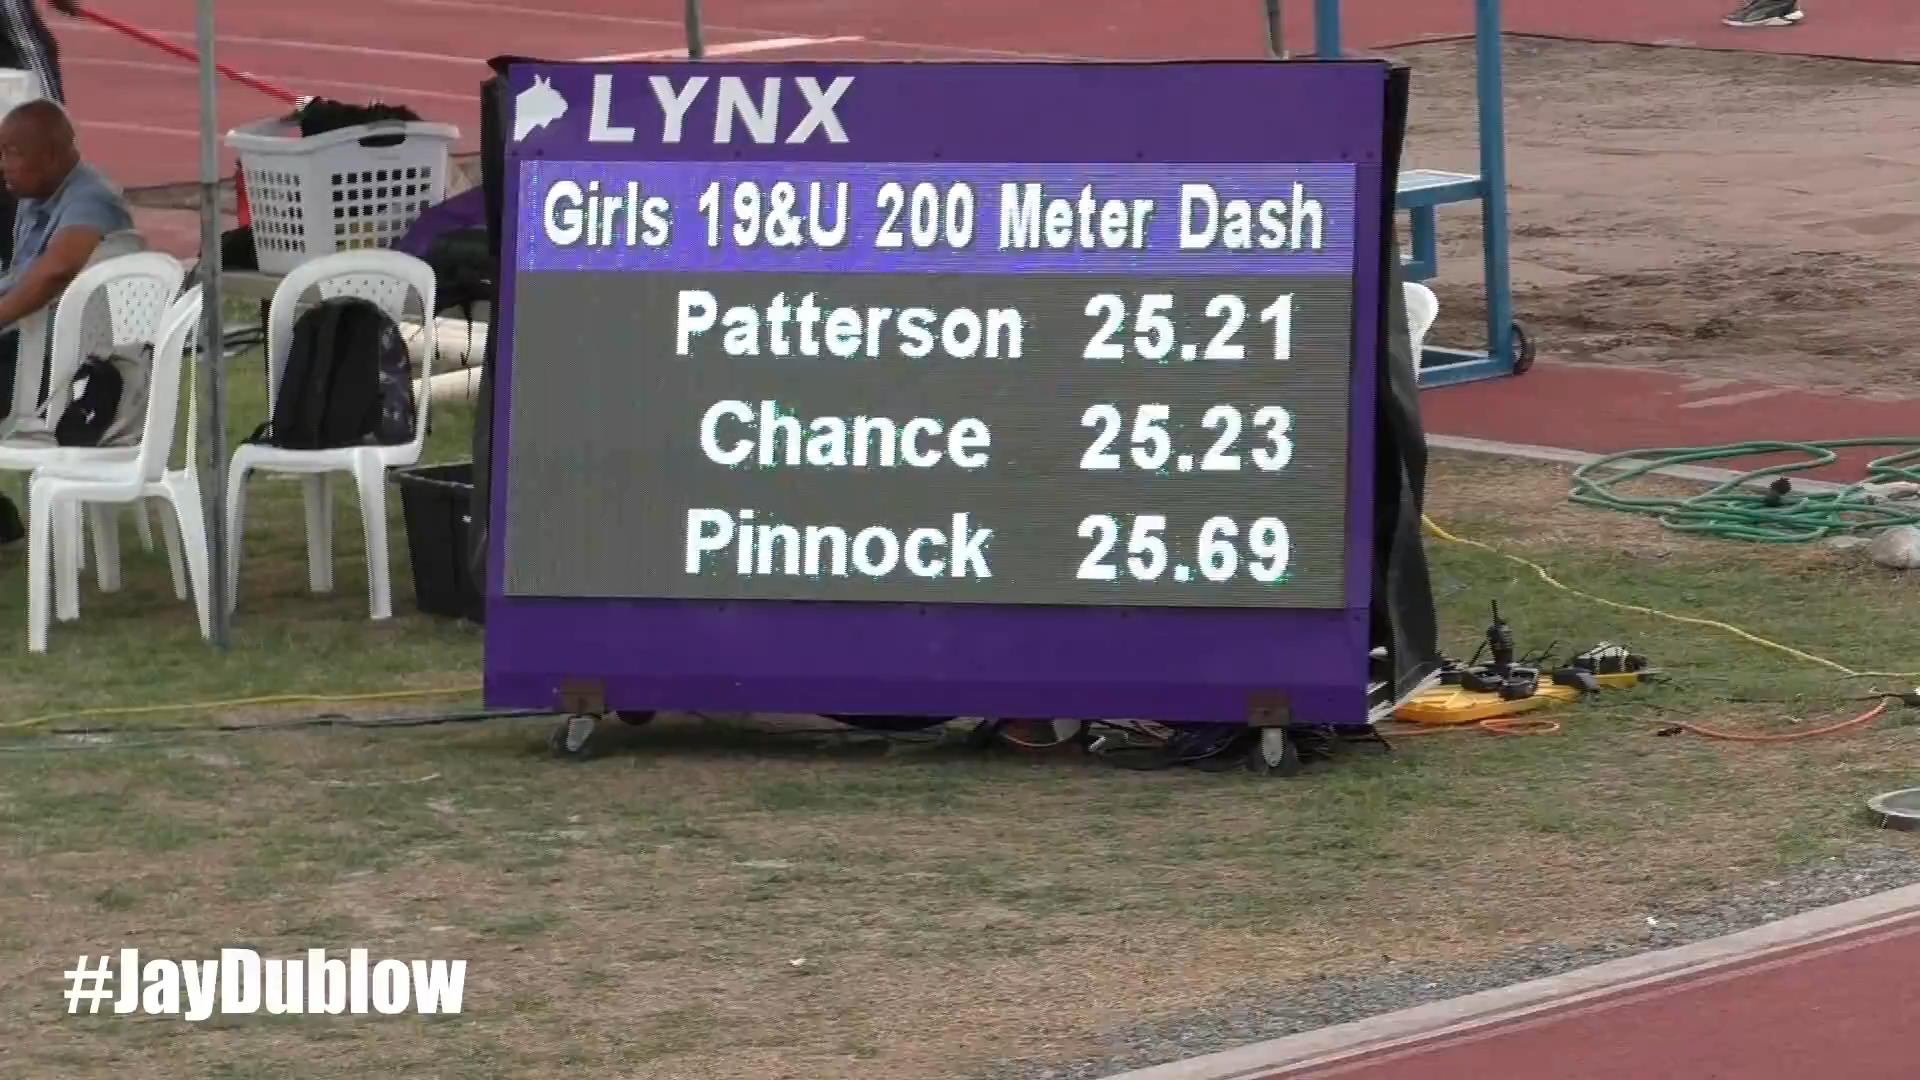 LYNX
Girls 19&U 200 Meter Dash
Patterson 25.21
Chance 25.23
Pinnock 25.69
#JayDublow